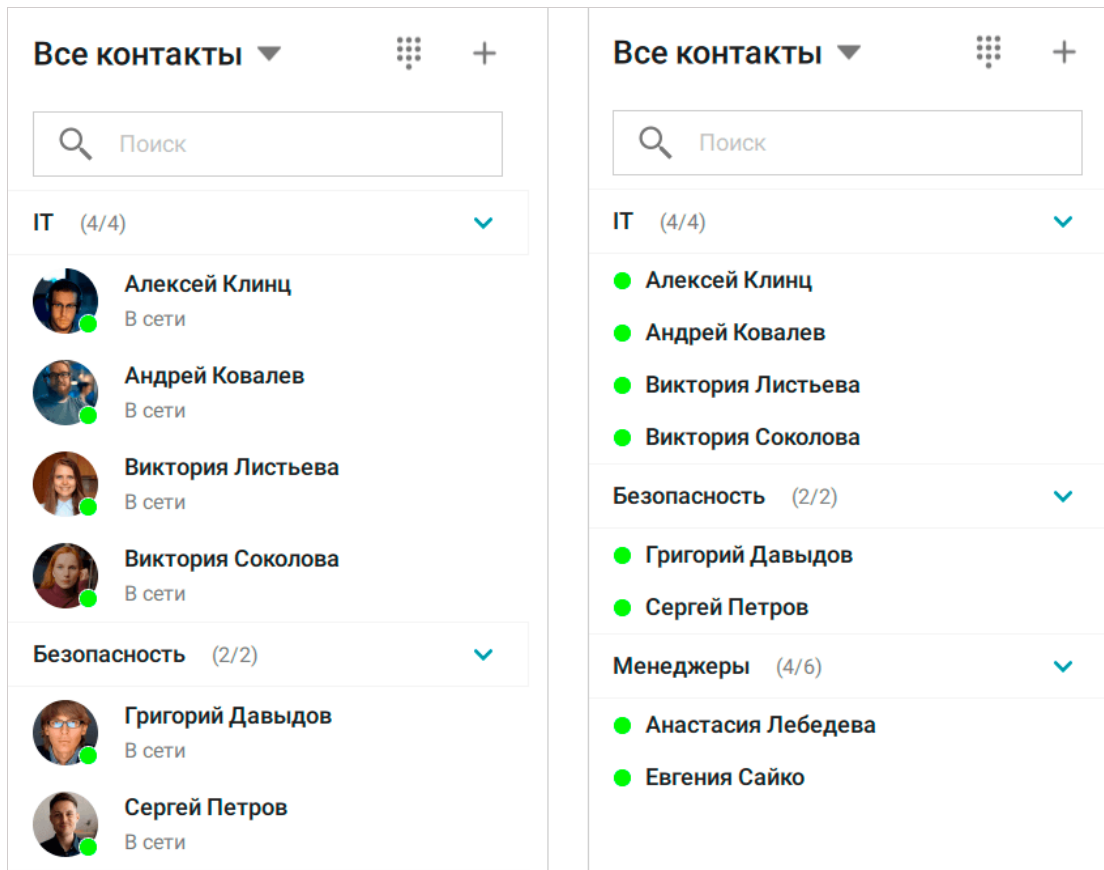 Все контакты
Поиск
IT (4/4)
Алексей Клинц
В сети
Андрей Ковалев
В сети
Виктория Листьева
В сети
Виктория Соколова
В сети
Безопасность (2/2)
Григорий Давыдов
В сети
Сергей Петров
В сети
Все контакты
Поиск
IT (4/4)
Алексей Клинц
Андрей Ковалев
Виктория Листьева
Виктория Соколова
Безопасность (2/2)
Григорий Давыдов
Сергей Петров
Менеджеры (4/6)
Анастасия Лебедева
Евгения Сайко